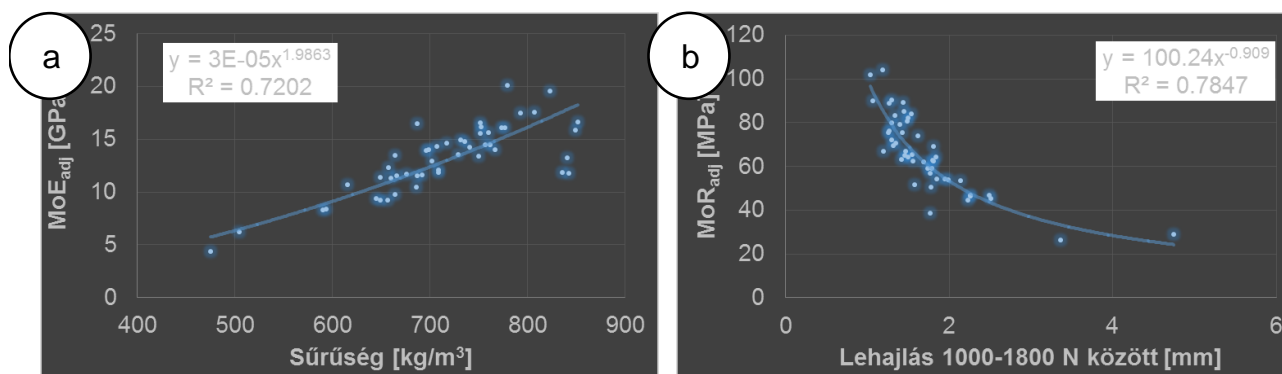 a
y = 3E-05x^1.9863
R² = 0.7202
MoE_adj [GPa]
25
20
15
10
5
0
400 500 600 700 800 900
Sűrűség [kg/m³]
b
y = 100.24x^-0.909
R² = 0.7847
MoR_adj [MPa]
120
100
80
60
40
20
0
0 2 4 6
Lehajlás 1000-1800 N között [mm]